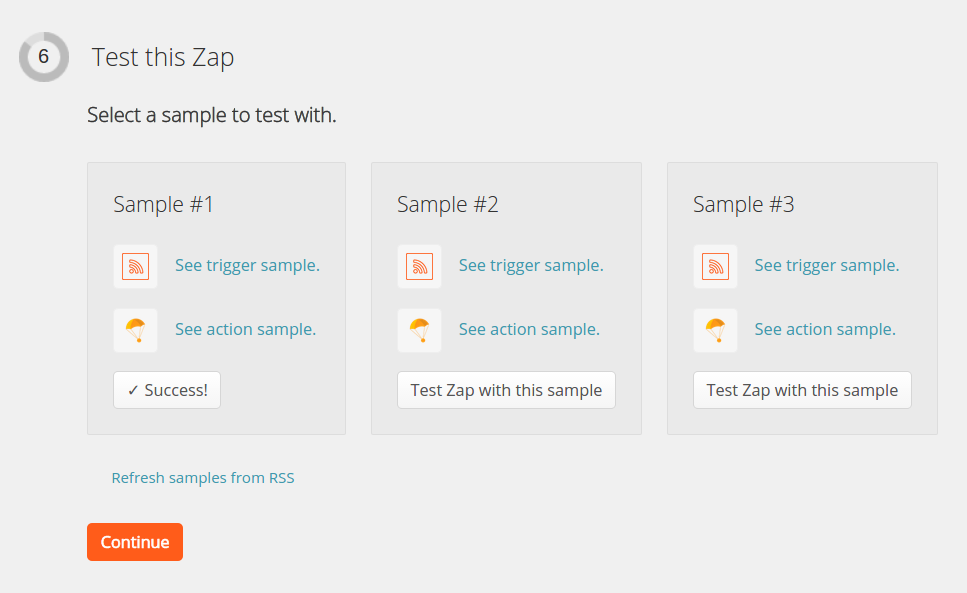 6
Test this Zap
Select a sample to test with.
Sample #1
See trigger sample.
See action sample.
✓ Success!
Sample #2
See trigger sample.
See action sample.
Test Zap with this sample
Sample #3
See trigger sample.
See action sample.
Test Zap with this sample
Refresh samples from RSS
Continue